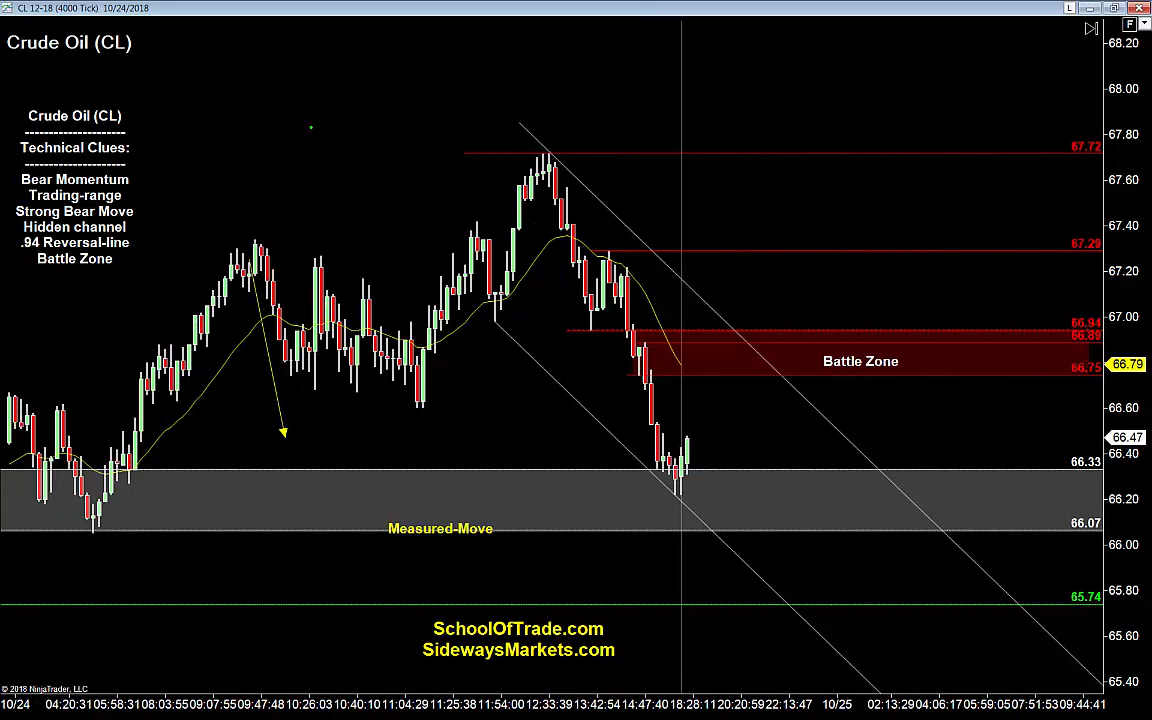 CL 12-18 (4000 Tick) 10/24/2018
L
F
Crude Oil (CL)
Crude Oil (CL)
---------------------
Technical Clues:
---------------------
Bear Momentum
Trading-range
Strong Bear Move
Hidden channel
.94 Reversal-line
Battle Zone
67.72
67.29
66.94
66.89
66.75
Battle Zone
66.33
66.07
Measured-Move
65.74
SchoolOfTrade.com
SidewaysMarkets.com
68.20
68.00
67.80
67.60
67.40
67.20
67.00
66.79
66.60
66.47
66.40
66.20
66.00
65.80
65.60
65.40
© 2018 NinjaTrader, LLC
10/24 04:20:31 05:58:31 08:03:55 09:07:55 09:47:48 10:26:03 10:40:10 11:04:29 11:25:38 11:54:00 12:33:39 13:42:54 14:47:40 18:28:11 20:20:59 22:13:47 10/25 02:13:29 04:06:17 05:59:05 07:51:53 09:44:41